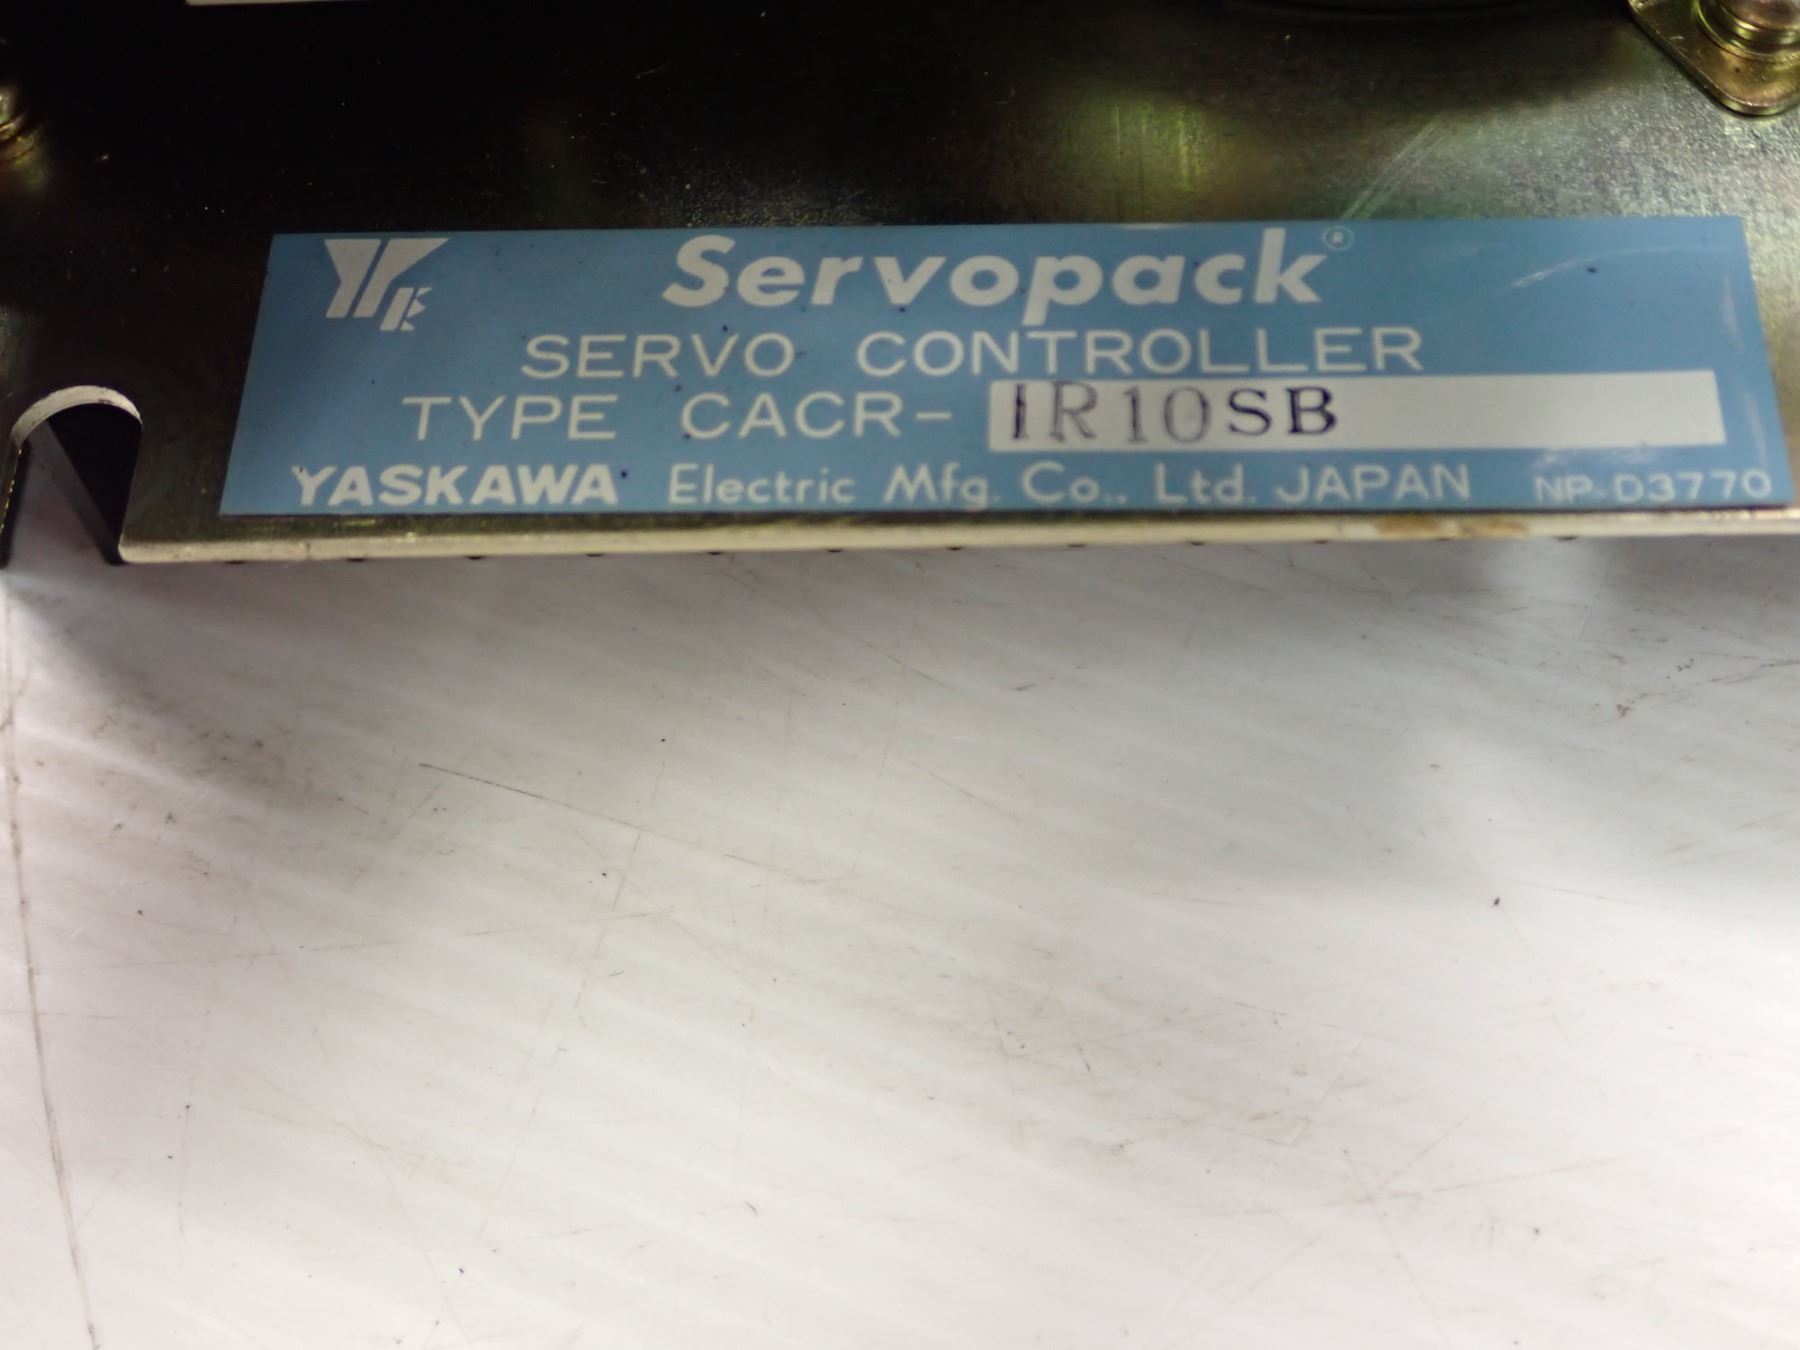 Servopack®
SERVO CONTROLLER
TYPE CACR-IR10SB
YASKAWA Electric Mfg. Co., Ltd. JAPAN NP-D3770